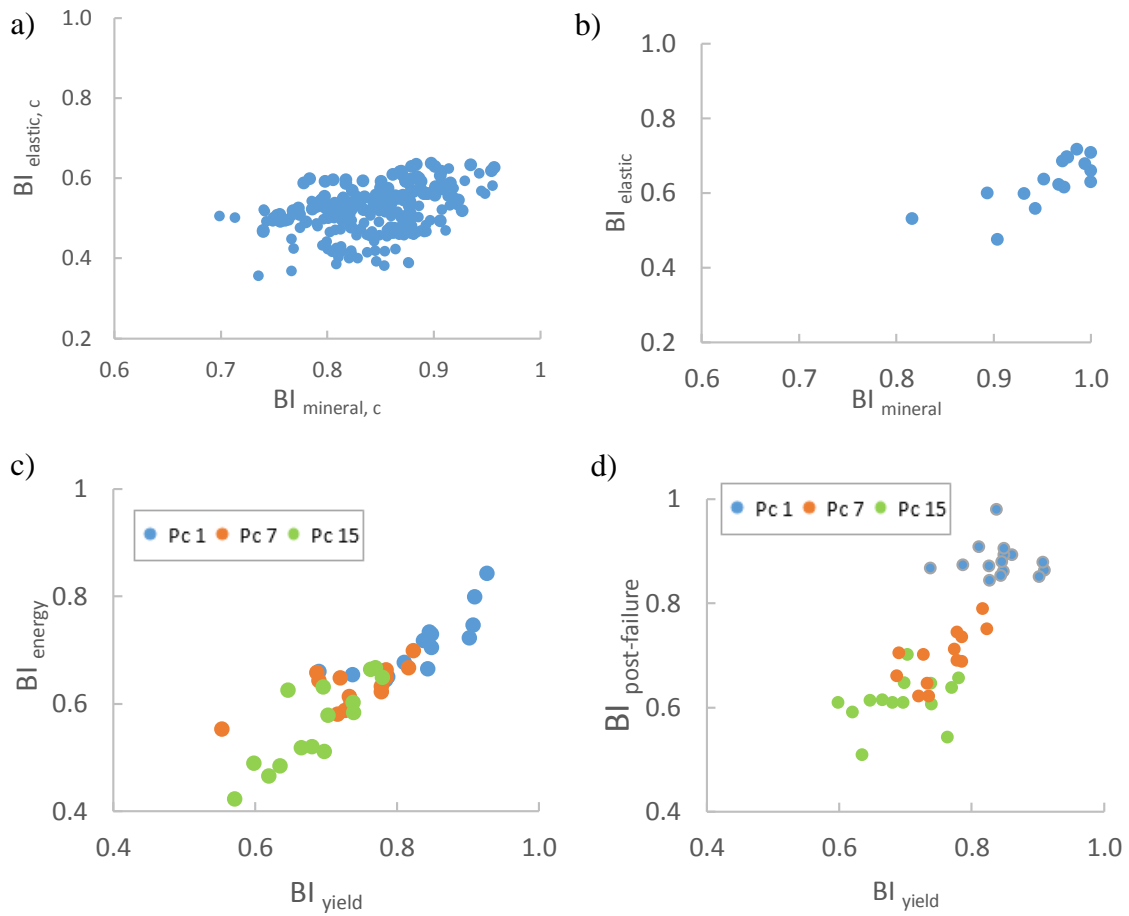 a)
1.0
0.8
0.6
0.4
0.2
BI elastic, c
0.6 0.7 0.8 0.9 1
BI mineral, c
b)
1.0
0.8
0.6
0.4
0.2
BI elastic
0.6 0.7 0.8 0.9 1.0
BI mineral
c)
1
0.8
0.6
0.4
BI energy
Pc 1 Pc 7 Pc 15
0.4 0.6 0.8 1.0
BI yield
d)
1
0.8
0.6
0.4
BI post-failure
Pc 1 Pc 7 Pc 15
0.4 0.6 0.8 1.0
BI yield